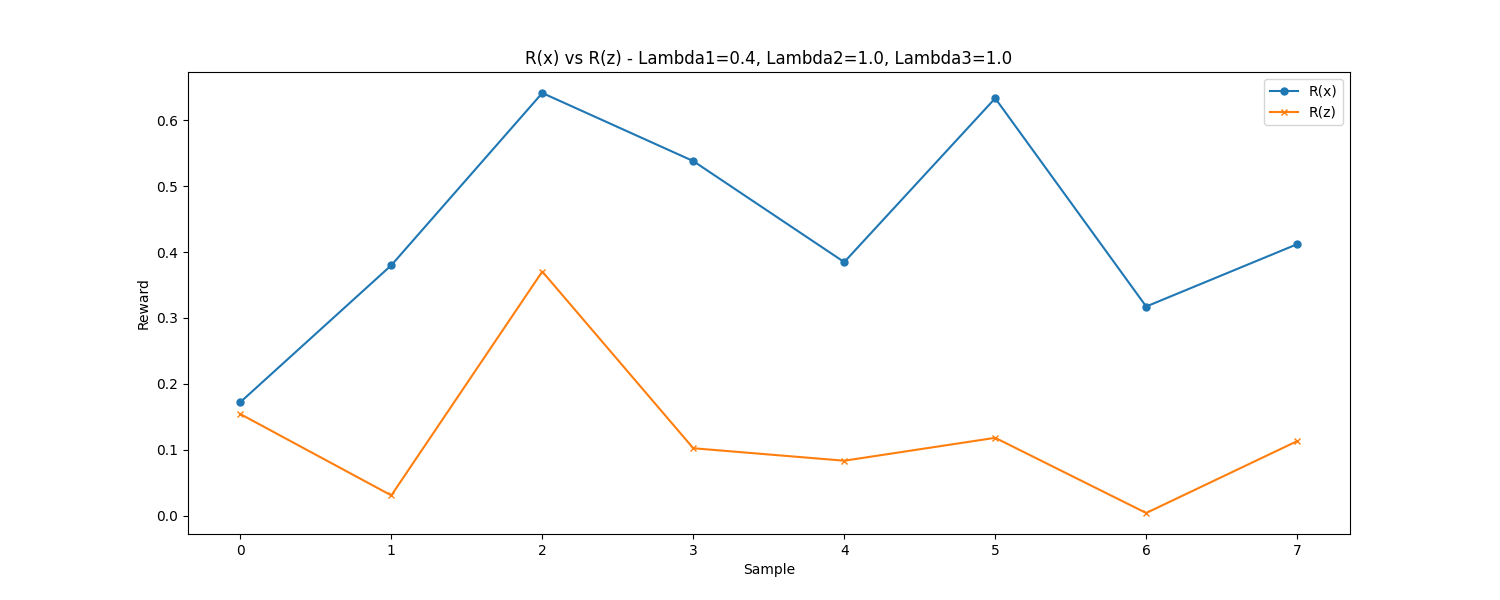 R(x) vs R(z) - Lambda1=0.4, Lambda2=1.0, Lambda3=1.0
R(x)
R(z)
0.6
0.5
0.4
0.3
0.2
0.1
0.0
Reward
0 1 2 3 4 5 6 7
Sample